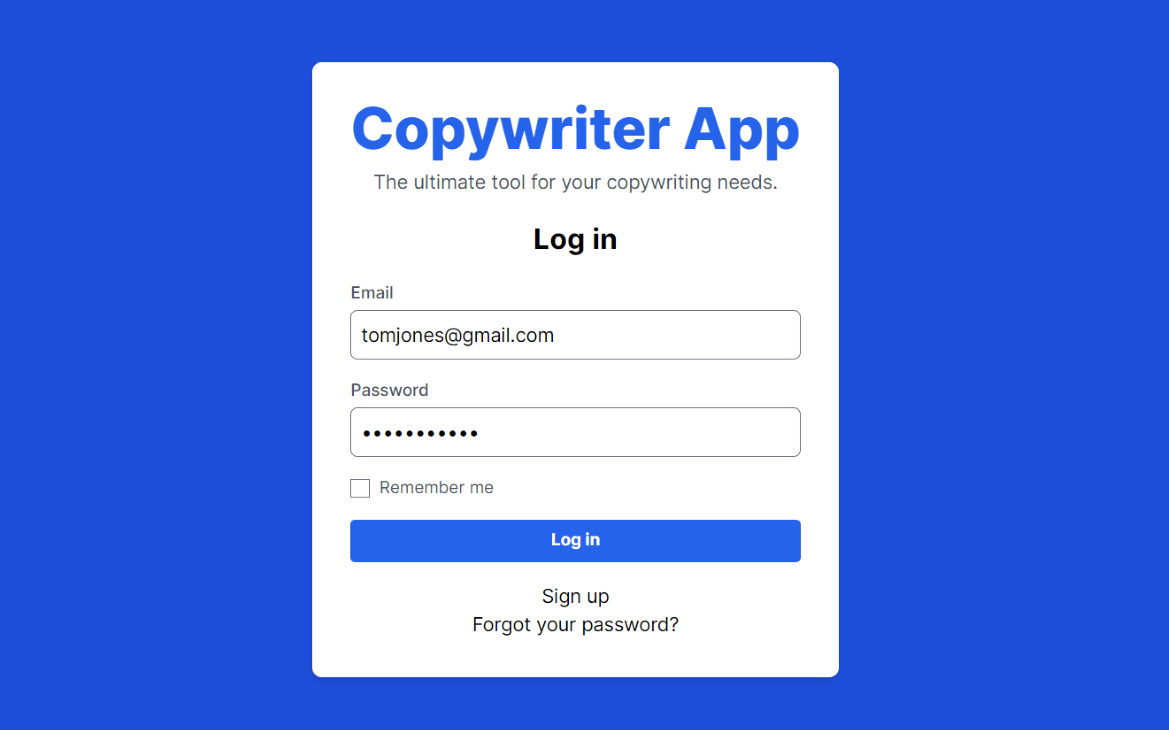 Copywriter App
The ultimate tool for your copywriting needs.
Log in
Email
tomjones@gmail.com
Password
•••••••••••
Remember me
Log in
Sign up
Forgot your password?